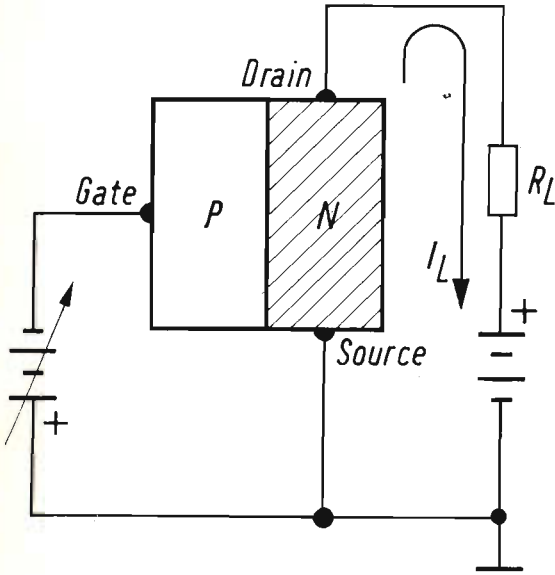 Drain
Gate
P
N
R_L
I_L
+
Source
+